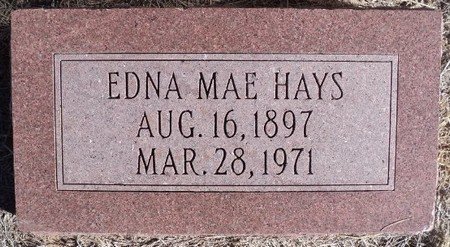 EDNA MAE HAYS
AUG. 16, 1897
MAR. 28, 1971